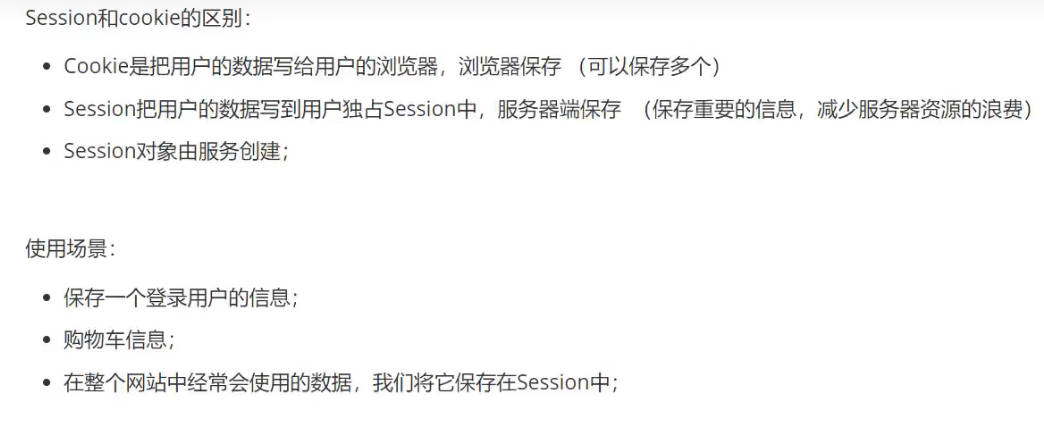 Session和cookie的区别：
Cookie是把用户的数据写给用户的浏览器，浏览器保存 （可以保存多个）
Session把用户的数据写到用户独占Session中，服务器端保存 （保存重要的信息，减少服务器资源的浪费）
Session对象由服务创建；
使用场景：
保存一个登录用户的信息；
购物车信息；
在整个网站中经常会使用的数据，我们将它保存在Session中；